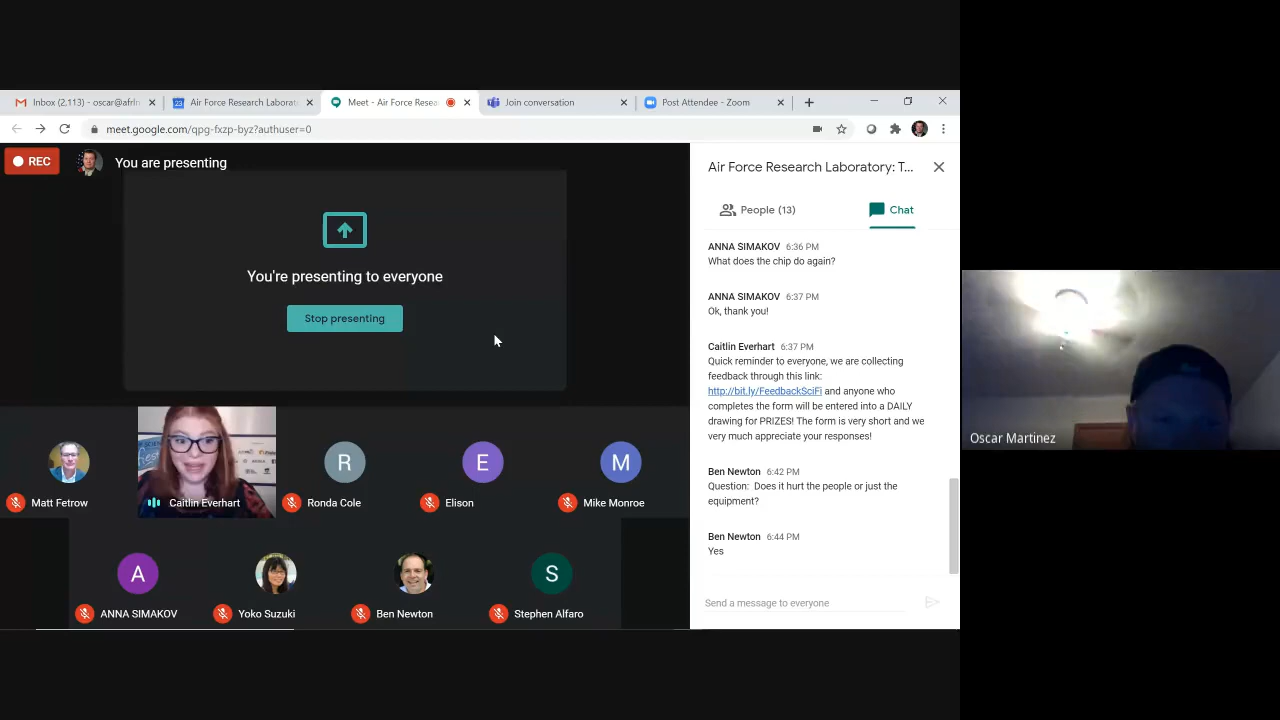 Inbox (2,113) - oscar@afrln
Air Force Research Laborato
Meet - Air Force Resea
Join conversation
Post Attendee - Zoom
meet.google.com/qpg-fxzp-byz?authuser=0
REC
You are presenting
You're presenting to everyone
Stop presenting
Matt Fetrow
Caitlin Everhart
R
Ronda Cole
E
Elison
M
Mike Monroe
A
ANNA SIMAKOV
Yoko Suzuki
Ben Newton
S
Stephen Alfaro
Air Force Research Laboratory: T...
People (13)
Chat
ANNA SIMAKOV 6:36 PM
What does the chip do again?
ANNA SIMAKOV 6:37 PM
Ok, thank you!
Caitlin Everhart 6:37 PM
Quick reminder to everyone, we are collecting
feedback through this link:
http://bit.ly/FeedbackSciFi and anyone who
completes the form will be entered into a DAILY
drawing for PRIZES! The form is very short and we
very much appreciate your responses!
Ben Newton 6:42 PM
Question: Does it hurt the people or just the
equipment?
Ben Newton 6:44 PM
Yes
Send a message to everyone
Oscar Martinez